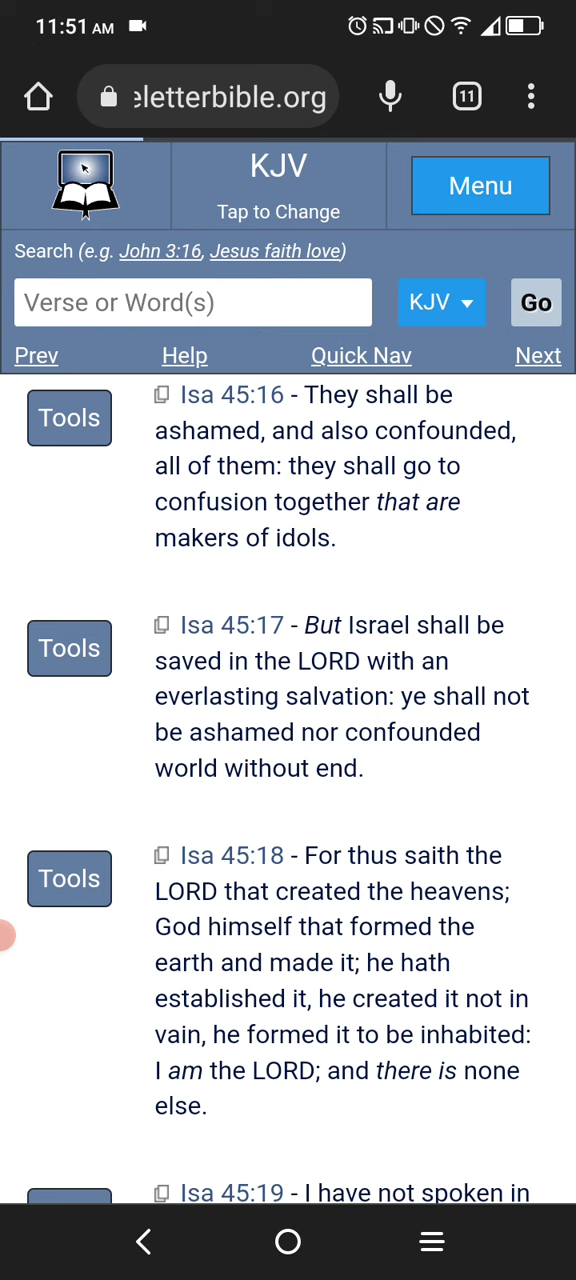 11:51 AM
eletterbible.org
11
KJV
Tap to Change
Menu
Search (e.g. John 3:16, Jesus faith love)
Verse or Word(s)
KJV
Go
Prev
Help
Quick Nav
Next
Tools
Isa 45:16 - They shall be
ashamed, and also confounded,
all of them: they shall go to
confusion together that are
makers of idols.
Tools
Isa 45:17 - But Israel shall be
saved in the LORD with an
everlasting salvation: ye shall not
be ashamed nor confounded
world without end.
Tools
Isa 45:18 - For thus saith the
LORD that created the heavens;
God himself that formed the
earth and made it; he hath
established it, he created it not in
vain, he formed it to be inhabited:
I am the LORD; and there is none
else.
Isa 45:19 - I have not spoken in